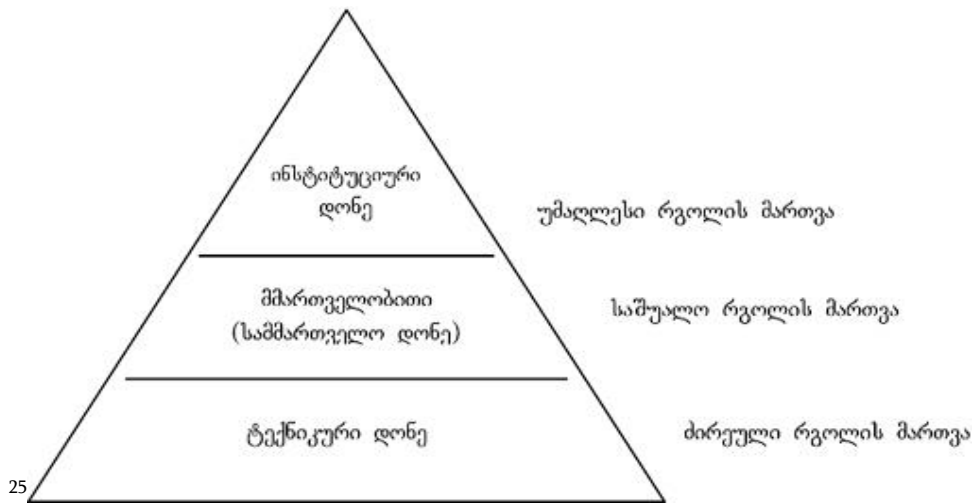 ინსტიტუციური
დონე
უმაღლესი რგოლის მართვა
მმართველობითი
(სამმართველო დონე)
საშუალო რგოლის მართვა
ტექნიკური დონე
ძირეული რგოლის მართვა
25